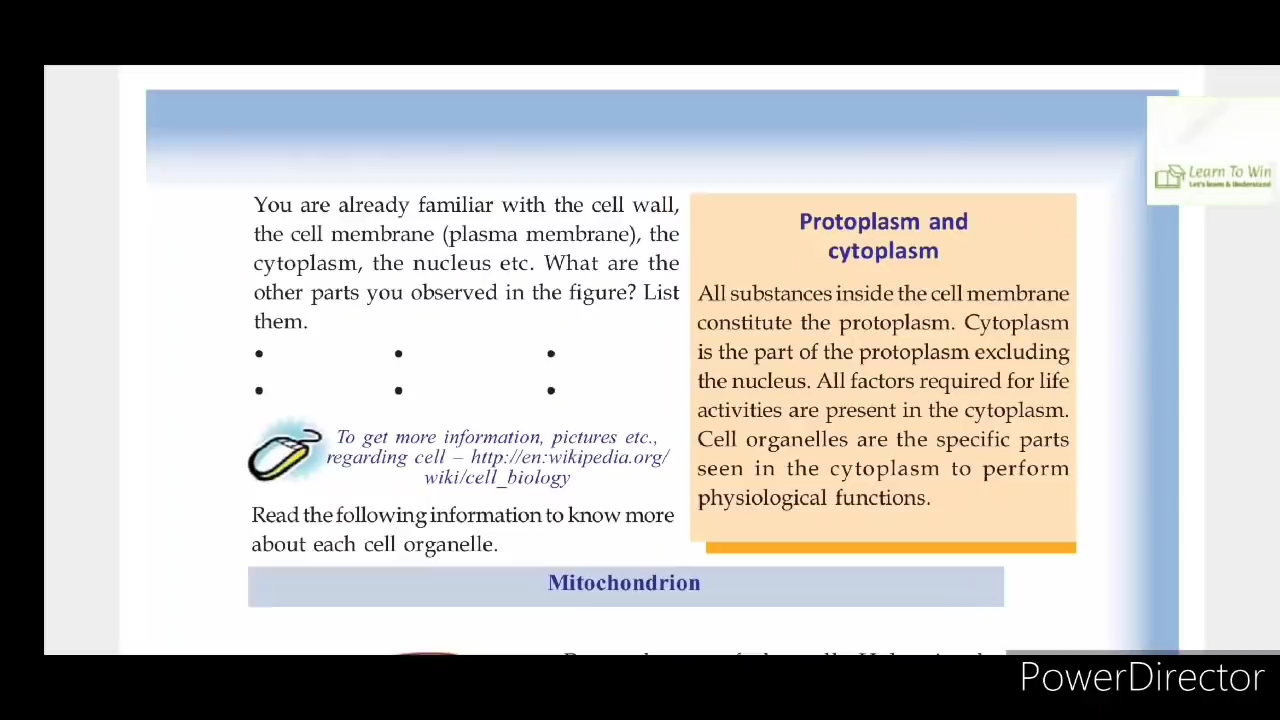 You are already familiar with the cell wall,
the cell membrane (plasma membrane), the
cytoplasm, the nucleus etc. What are the
other parts you observed in the figure? List
them.
• • •
• • •
To get more information, pictures etc.,
regarding cell – http://en:wikipedia.org/
wiki/cell_biology
Read the following information to know more
about each cell organelle.
Protoplasm and
cytoplasm
All substances inside the cell membrane
constitute the protoplasm. Cytoplasm
is the part of the protoplasm excluding
the nucleus. All factors required for life
activities are present in the cytoplasm.
Cell organelles are the specific parts
seen in the cytoplasm to perform
physiological functions.
Mitochondrion
Learn To Win
Let's learn & Understand
PowerDirector